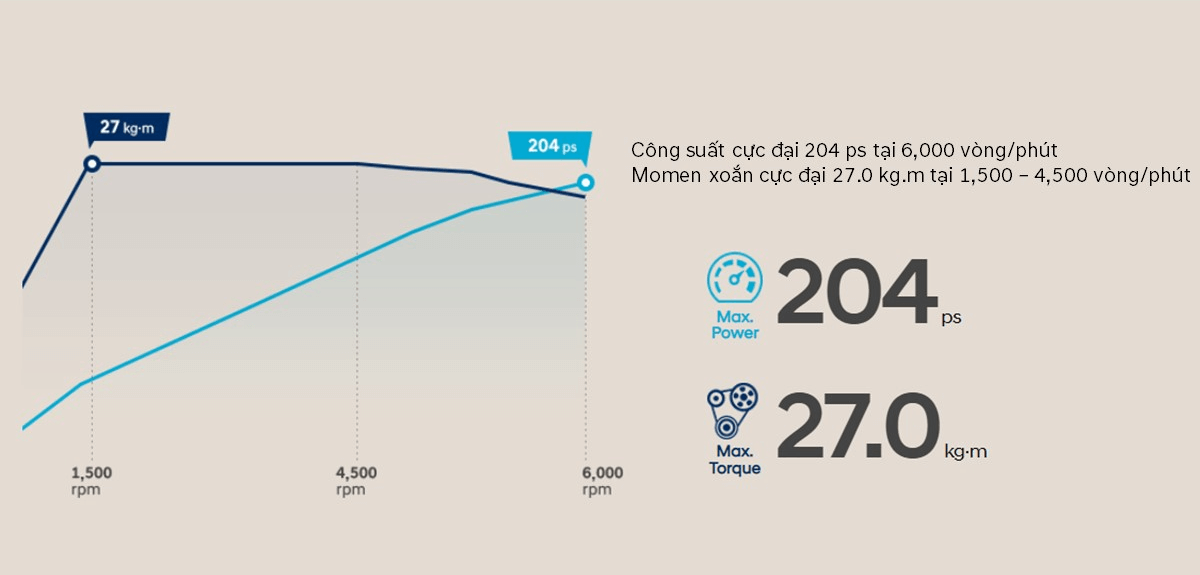 27 kg·m
204 ps
Công suất cực đại 204 ps tại 6,000 vòng/phút
Momen xoắn cực đại 27.0 kg.m tại 1,500 – 4,500 vòng/phút
Max.
Power
204 ps
Max.
Torque
27.0 kg·m
1,500
rpm
4,500
rpm
6,000
rpm